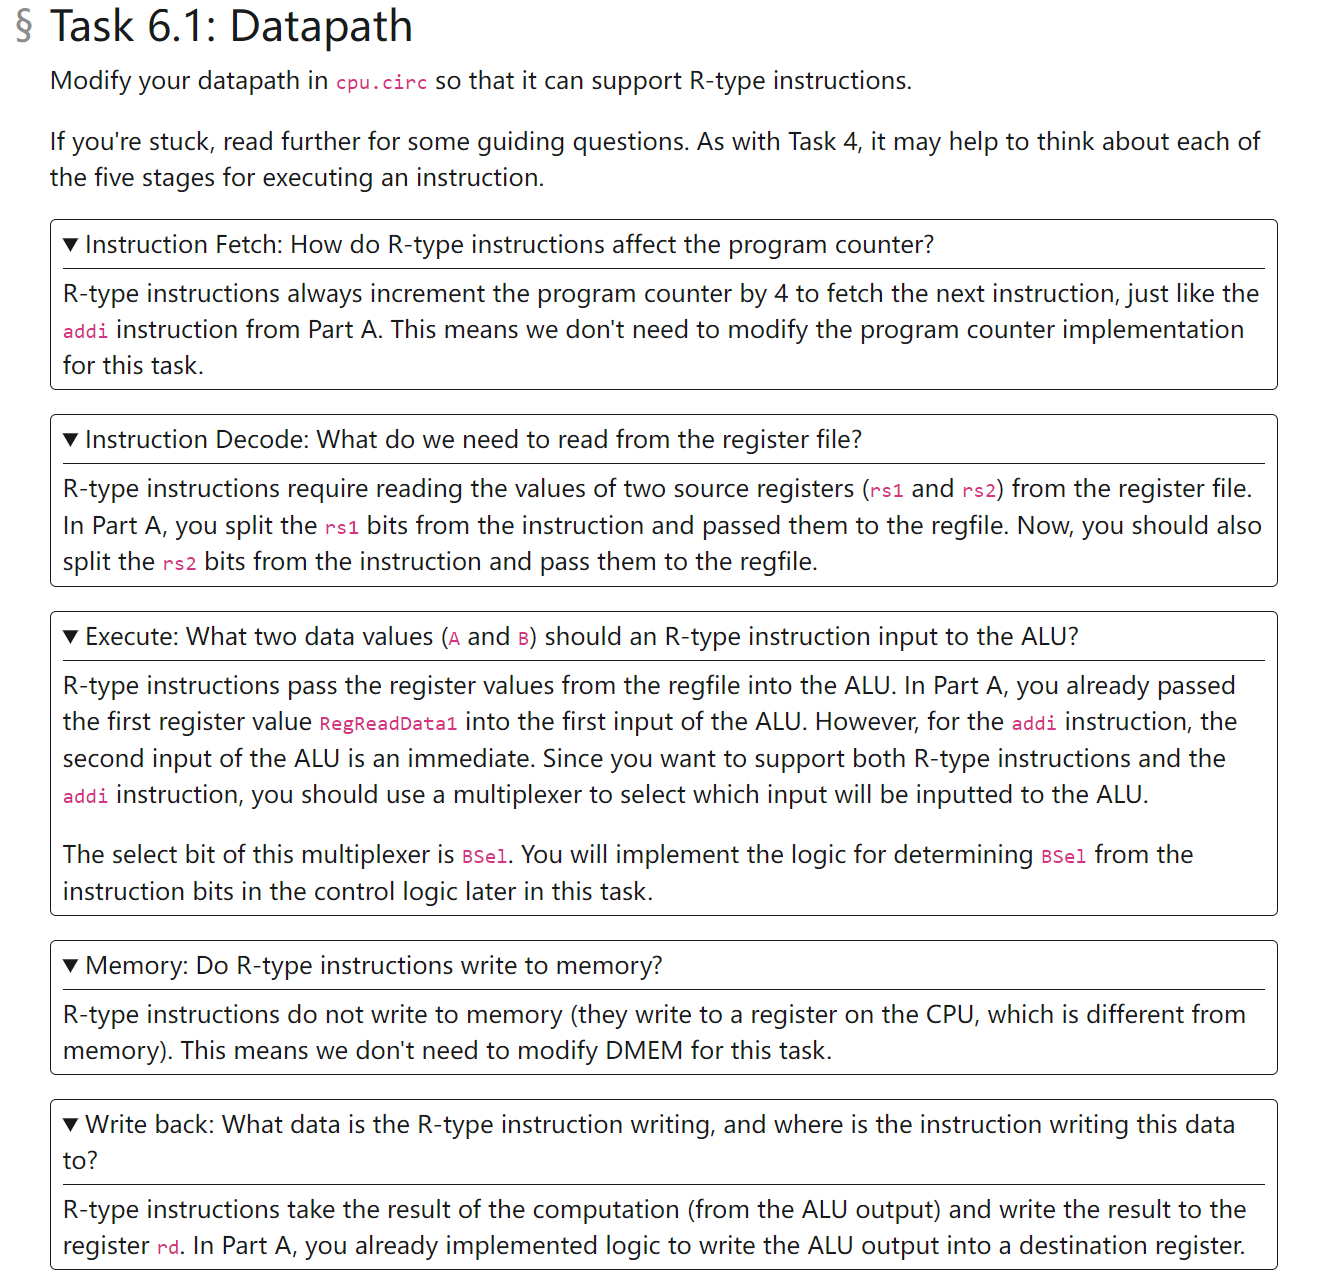 § Task 6.1: Datapath
Modify your datapath in cpu.circ so that it can support R-type instructions.
If you're stuck, read further for some guiding questions. As with Task 4, it may help to think about each of
the five stages for executing an instruction.
▼ Instruction Fetch: How do R-type instructions affect the program counter?
R-type instructions always increment the program counter by 4 to fetch the next instruction, just like the
addi instruction from Part A. This means we don't need to modify the program counter implementation
for this task.
▼ Instruction Decode: What do we need to read from the register file?
R-type instructions require reading the values of two source registers (rs1 and rs2) from the register file.
In Part A, you split the rs1 bits from the instruction and passed them to the regfile. Now, you should also
split the rs2 bits from the instruction and pass them to the regfile.
▼ Execute: What two data values (A and B) should an R-type instruction input to the ALU?
R-type instructions pass the register values from the regfile into the ALU. In Part A, you already passed
the first register value RegReadData1 into the first input of the ALU. However, for the addi instruction, the
second input of the ALU is an immediate. Since you want to support both R-type instructions and the
addi instruction, you should use a multiplexer to select which input will be inputted to the ALU.
The select bit of this multiplexer is BSel. You will implement the logic for determining BSel from the
instruction bits in the control logic later in this task.
▼ Memory: Do R-type instructions write to memory?
R-type instructions do not write to memory (they write to a register on the CPU, which is different from
memory). This means we don't need to modify DMEM for this task.
▼ Write back: What data is the R-type instruction writing, and where is the instruction writing this data
to?
R-type instructions take the result of the computation (from the ALU output) and write the result to the
register rd. In Part A, you already implemented logic to write the ALU output into a destination register.